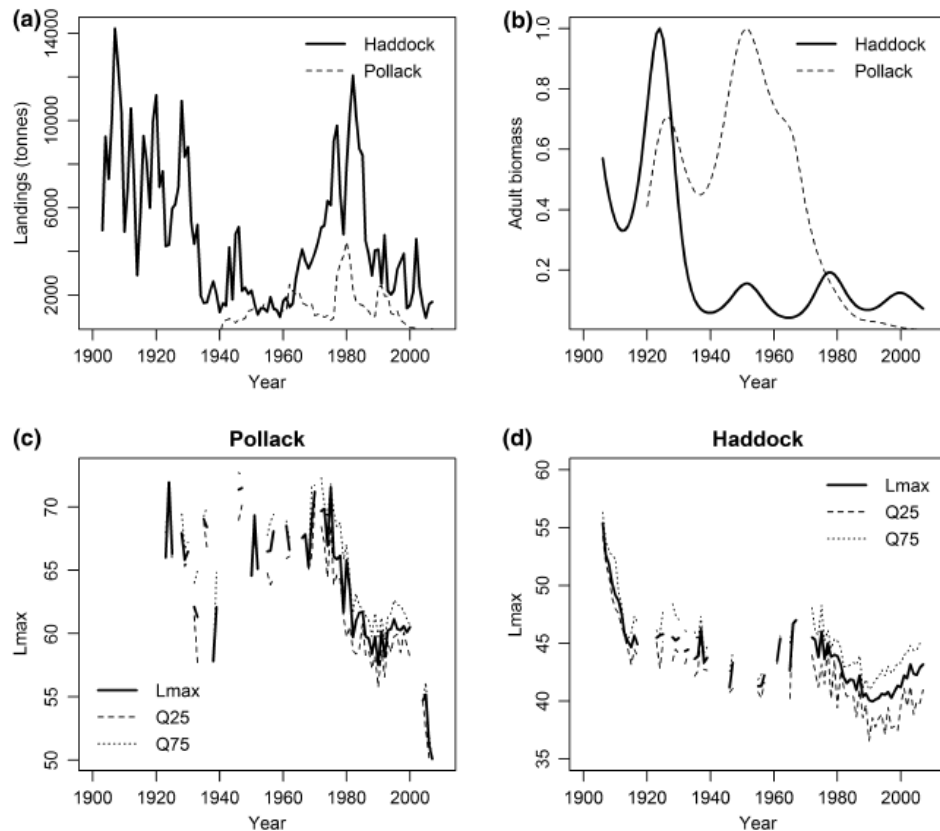 (a)
Landings (tonnes)
14000
10000
6000
2000
Haddock
Pollack
1900 1920 1940 1960 1980 2000
Year
(b)
Adult biomass
1.0
0.8
0.6
0.4
0.2
Haddock
Pollack
1900 1920 1940 1960 1980 2000
Year
(c)
Pollack
Lmax
70
65
60
55
50
Lmax
Q25
Q75
1900 1920 1940 1960 1980 2000
Year
(d)
Haddock
Lmax
60
55
50
45
40
35
Lmax
Q25
Q75
1900 1920 1940 1960 1980 2000
Year